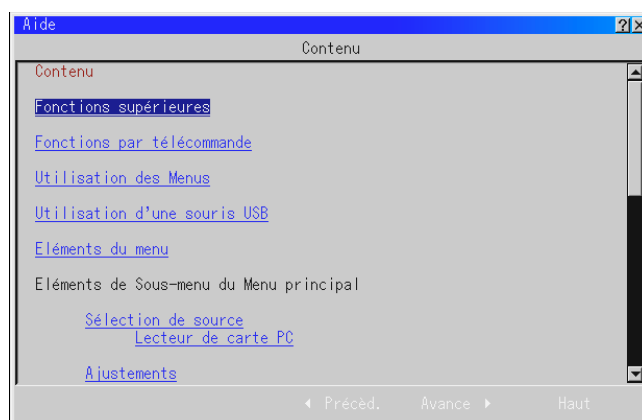 Aide
Contenu
Contenu
Fonctions supérieures
Fonctions par télécommande
Utilisation des Menus
Utilisation d'une souris USB
Eléments du menu
Eléments de Sous-menu du Menu principal
Sélection de source
Lecteur de carte PC
Ajustements
Précèd. Avance Haut